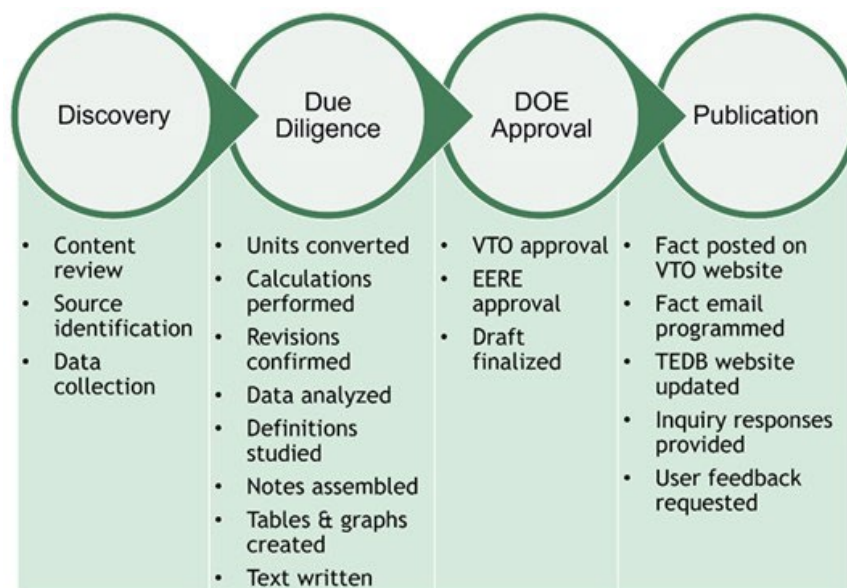 Discovery
Due
Diligence
DOE
Approval
Publication
• Content
review
• Source
identification
• Data
collection
• Units converted
• Calculations
performed
• Revisions
confirmed
• Data analyzed
• Definitions
studied
• Notes assembled
• Tables & graphs
created
• Text written
• VTO approval
• EERE
approval
• Draft
finalized
• Fact posted on
VTO website
• Fact email
programmed
• TEDB website
updated
• Inquiry responses
provided
• User feedback
requested